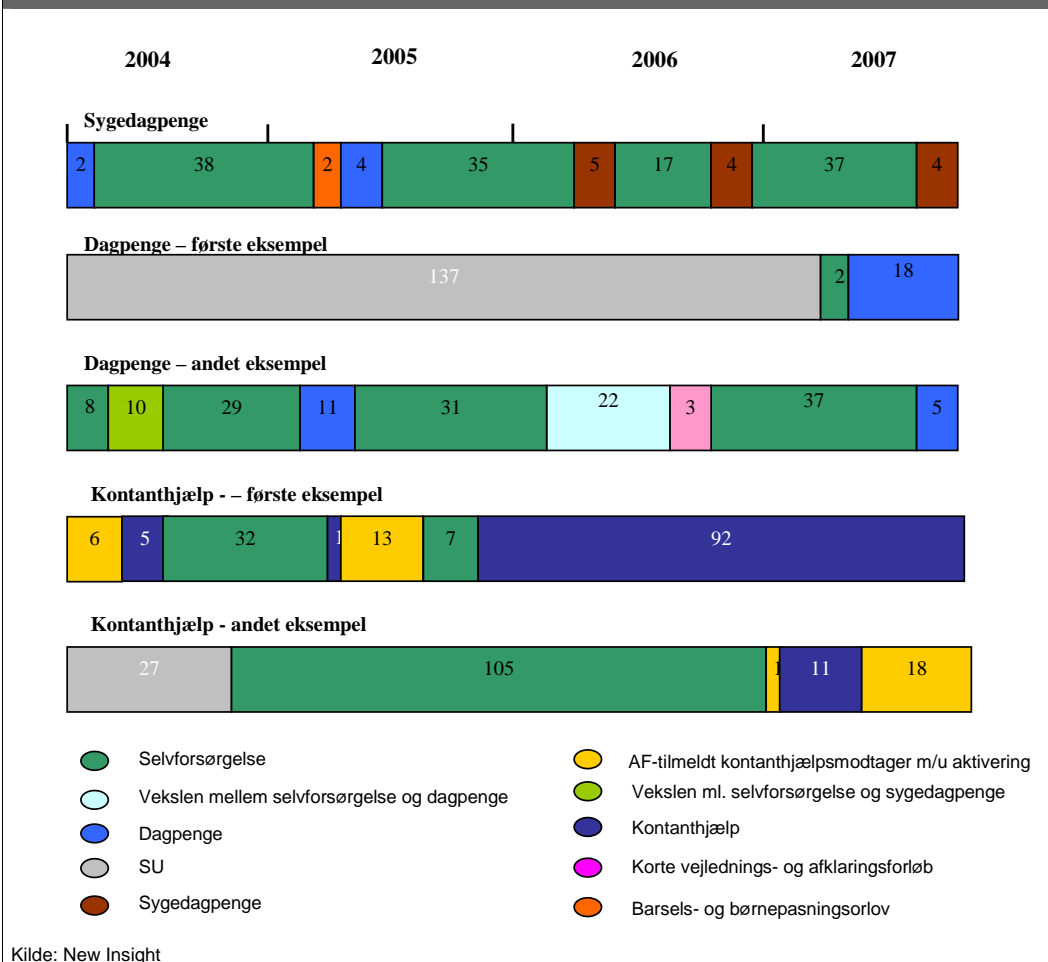 2004 2005 2006 2007
Sygedagpenge
2 38 2 4 35 5 17 4 37 4
Dagpenge – første eksempel
137 2 18
Dagpenge – andet eksempel
8 10 29 11 31 22 3 37 5
Kontanthjælp - – første eksempel
6 5 32 1 13 7 92
Kontanthjælp - andet eksempel
27 105 1 11 18
Selvforsørgelse
Vekslen mellem selvforsørgelse og dagpenge
Dagpenge
SU
Sygedagpenge
AF-tilmeldt kontanthjælpsmodtager m/u aktivering
Vekslen ml. selvforsørgelse og sygedagpenge
Kontanthjælp
Korte vejlednings- og afklaringsforløb
Barsels- og børnepasningsorlov
Kilde: New Insight